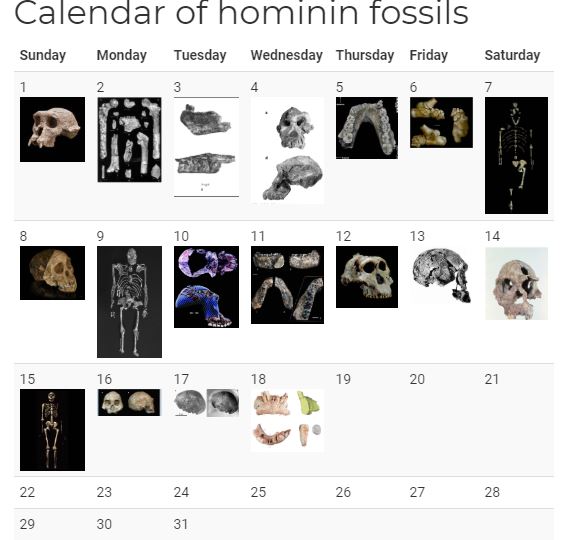 Calendar of hominin fossils
Sunday Monday Tuesday Wednesday Thursday Friday Saturday
1 2 3 4 5 6 7
8 9 10 11 12 13 14
15 16 17 18 19 20 21
22 23 24 25 26 27 28
29 30 31